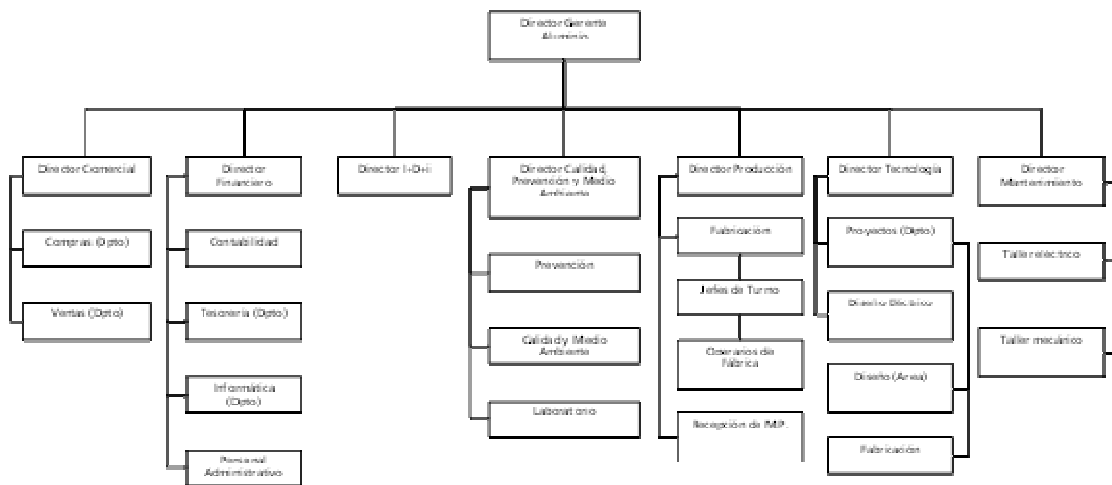 Director Gerente
Aluminio
Director Comercial
Director
Financiero
Director I+D+i
Director Calidad,
Prevención y Medio
Ambiente
Director Producción
Director Tecnología
Director
Mantenimiento
Compras (Dpto)
Contabilidad
Prevención
Fabricación
Proyectos (Dpto)
Taller eléctrico
Ventas (Dpto)
Tesorería (Dpto)
Calidad y Medio
Ambiente
Jefes de Turno
Diseño Eléctrico
Taller mecánico
Informática
(Dpto)
Laboratorio
Operarios de
Fábrica
Diseño (Area)
Personal
Administrativo
Recepción de M.P.
Fabricación